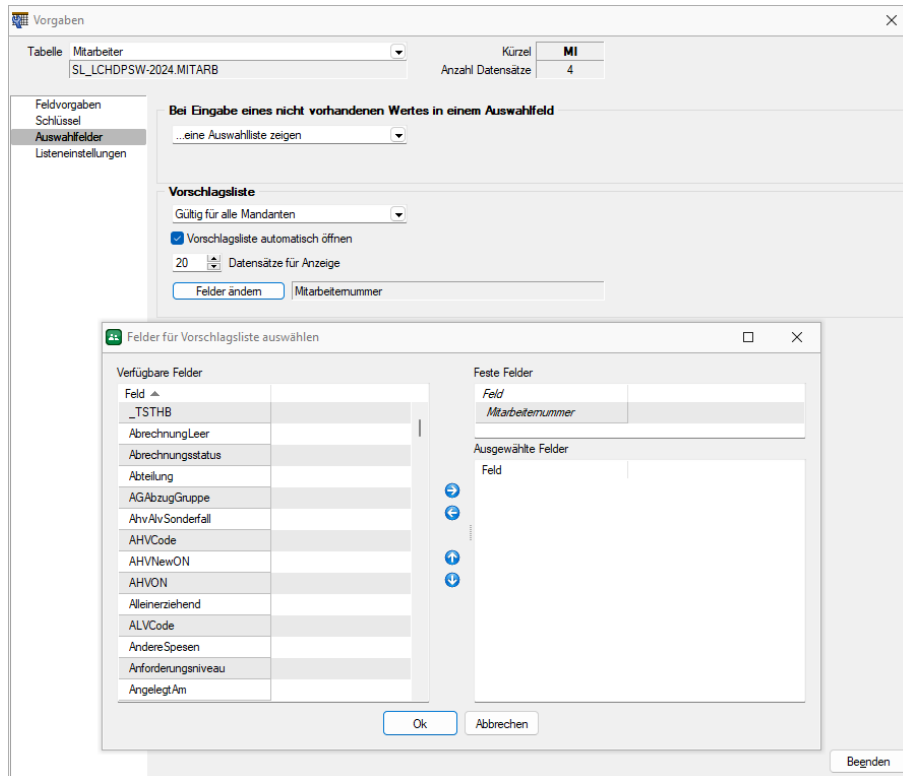 Vorgaben
Tabelle Mitarbeiter Kürzel MI
SL_LCHDPSW-2024.MITARB Anzahl Datensätze 4
Feldvorgaben
Schlüssel
Auswahlfelder
Listeneinstellungen
Bei Eingabe eines nicht vorhandenen Wertes in einem Auswahlfeld
...eine Auswahlliste zeigen
Vorschlagsliste
Gültig für alle Mandanten
Vorschlagsliste automatisch öffnen
20 Datensätze für Anzeige
Felder ändern Mitarbeiternummer
Felder für Vorschlagsliste auswählen
Verfügbare Felder
Feld
_TSTHB
AbrechnungLeer
Abrechnungsstatus
Abteilung
AGAbzugGruppe
AhvAlvSonderfall
AHVCode
AHVNewON
AHVON
Alleinerziehend
ALVCode
AndereSpesen
Anforderungsniveau
AngelegtAm
Feste Felder
Feld
Mitarbeiternummer
Ausgewählte Felder
Feld
Ok Abbrechen
Beenden